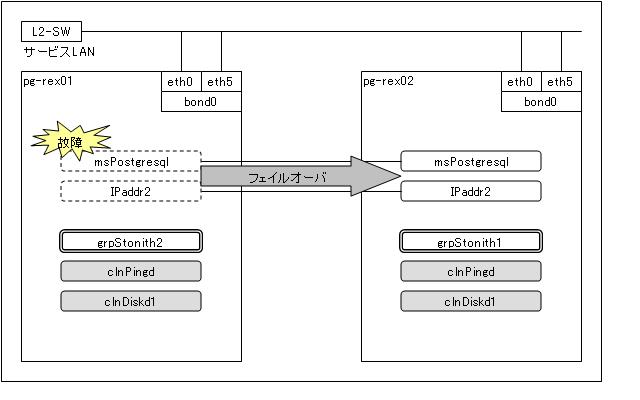 L2-SW
サービスLAN
pg-rex01
eth0
eth5
bond0
pg-rex02
eth0
eth5
bond0
故障
msPostgresql
IPaddr2
フェイルオーバ
msPostgresql
IPaddr2
grpStonith2
clnPingd
clnDiskd1
grpStonith1
clnPingd
clnDiskd1